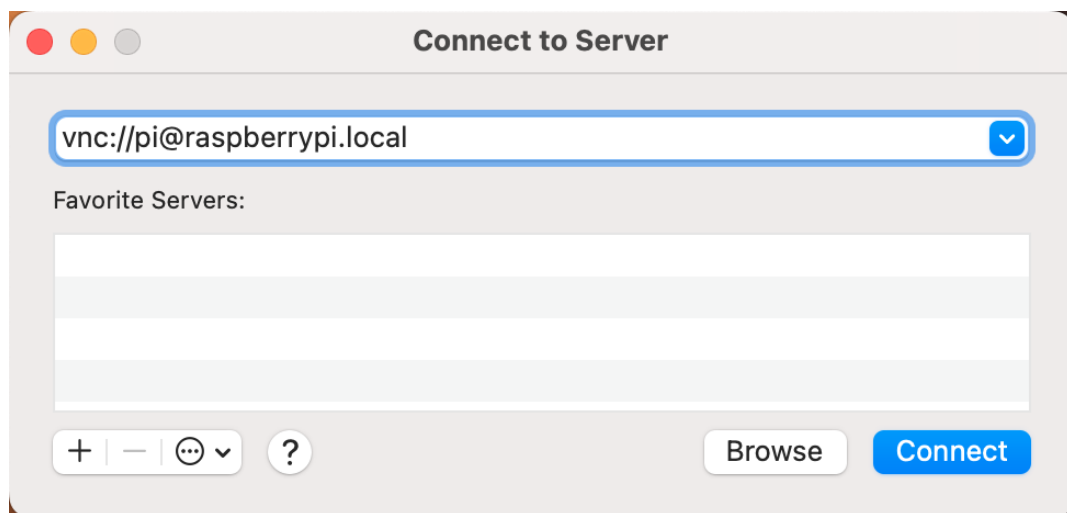 Connect to Server
vnc://pi@raspberrypi.local
Favorite Servers:
?
Browse
Connect